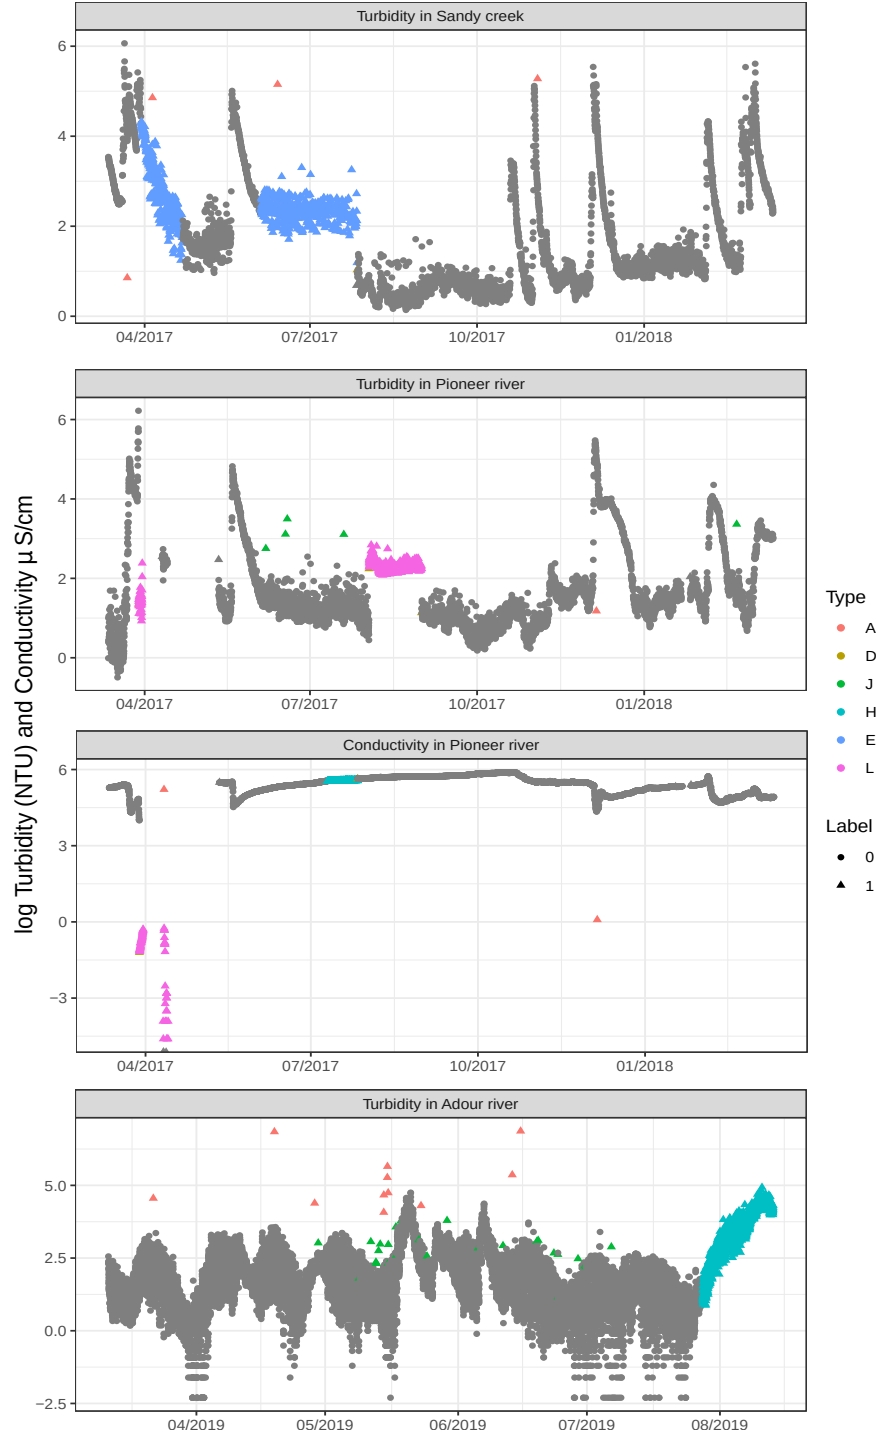 Turbidity in Sandy creek
6
4
2
0
04/2017 07/2017 10/2017 01/2018
Turbidity in Pioneer river
6
4
2
0
04/2017 07/2017 10/2017 01/2018
Conductivity in Pioneer river
6
3
0
−3
04/2017 07/2017 10/2017 01/2018
Turbidity in Adour river
5.0
2.5
0.0
−2.5
04/2019 05/2019 06/2019 07/2019 08/2019
log Turbidity (NTU) and Conductivity µ S/cm
Type
A
D
J
H
E
L
Label
0
1